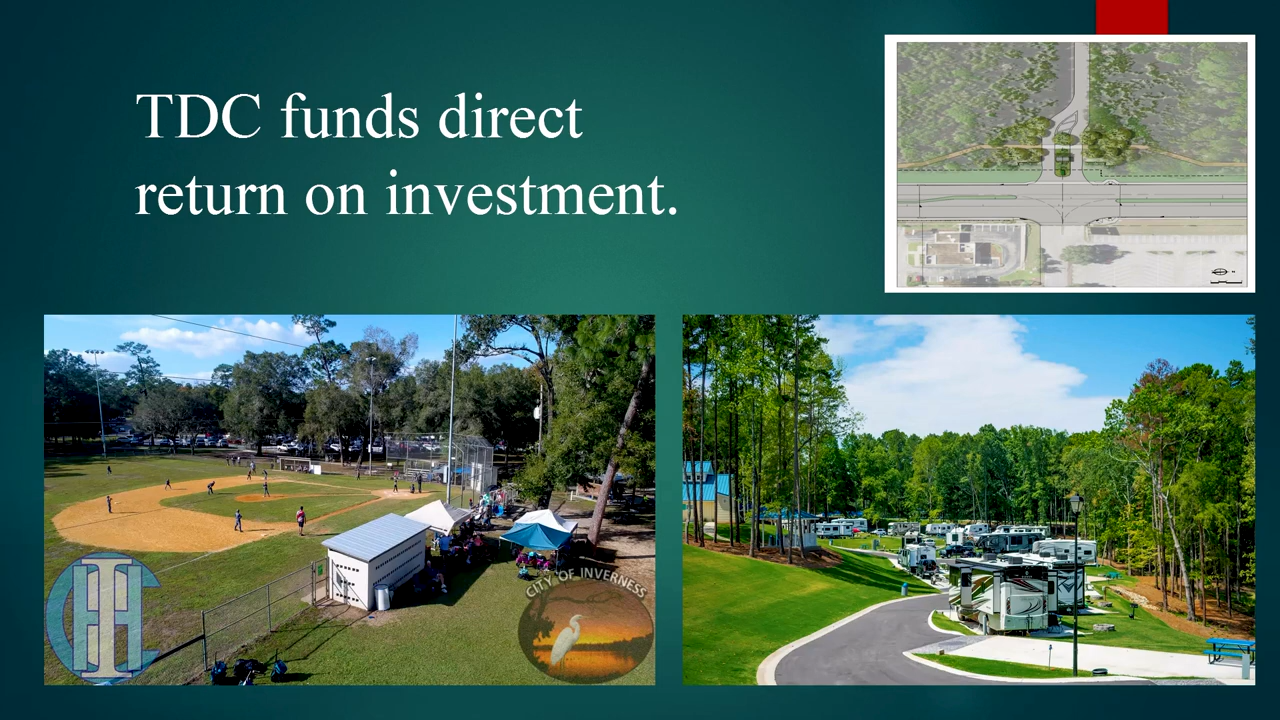 TDC funds direct
return on investment.
CITY OF INVERNESS